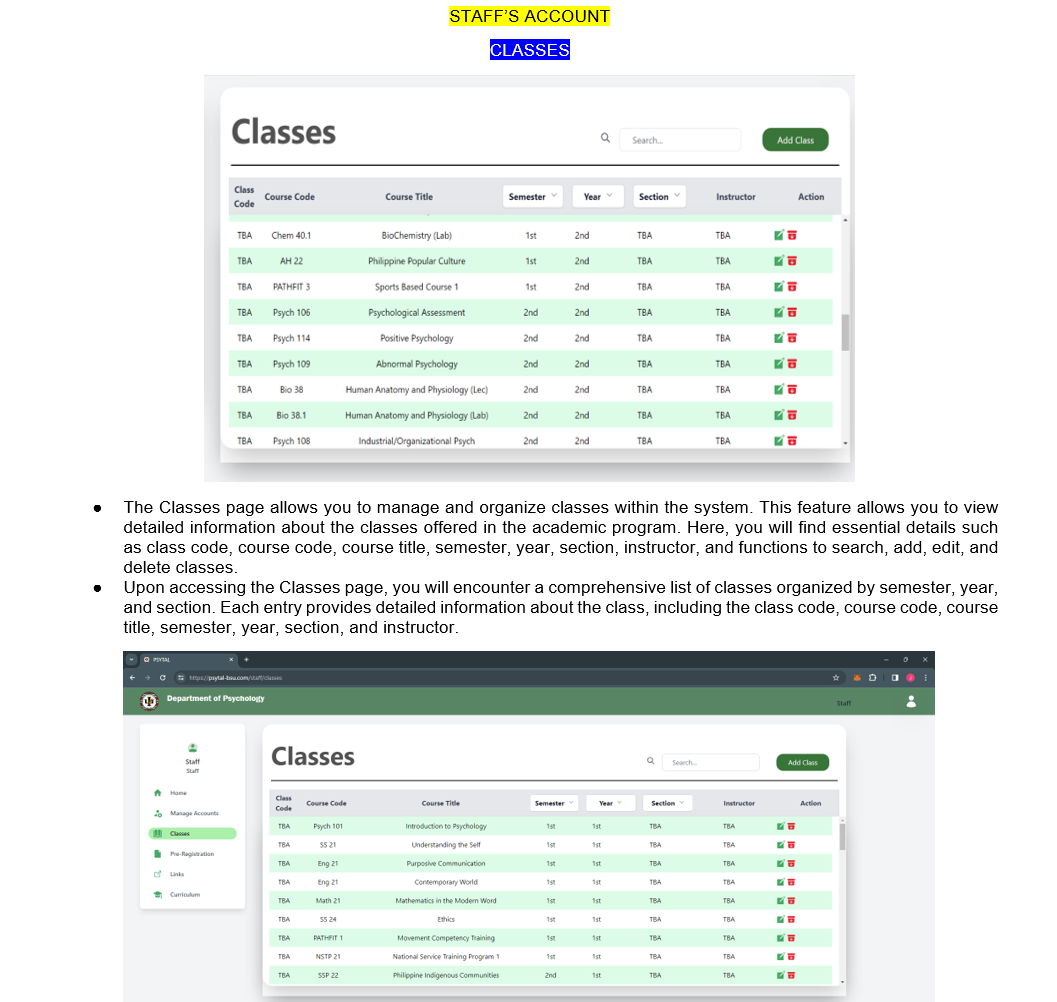 STAFF'S ACCOUNT
CLASSES
Classes
Search...
Add Class
Class Code Course Code Course Title Semester Year Section Instructor Action
TBA Chem 40.1 BioChemistry (Lab) 1st 2nd TBA TBA
TBA AH 22 Philippine Popular Culture 1st 2nd TBA TBA
TBA PATHFIT 3 Sports Based Course 1 1st 2nd TBA TBA
TBA Psych 106 Psychological Assessment 2nd 2nd TBA TBA
TBA Psych 114 Positive Psychology 2nd 2nd TBA TBA
TBA Psych 109 Abnormal Psychology 2nd 2nd TBA TBA
TBA Bio 38 Human Anatomy and Physiology (Lec) 2nd 2nd TBA TBA
TBA Bio 38.1 Human Anatomy and Physiology (Lab) 2nd 2nd TBA TBA
TBA Psych 108 Industrial/Organizational Psych 2nd 2nd TBA TBA
● The Classes page allows you to manage and organize classes within the system. This feature allows you to view
detailed information about the classes offered in the academic program. Here, you will find essential details such
as class code, course code, course title, semester, year, section, instructor, and functions to search, add, edit, and
delete classes.
● Upon accessing the Classes page, you will encounter a comprehensive list of classes organized by semester, year,
and section. Each entry provides detailed information about the class, including the class code, course code, course
title, semester, year, section, and instructor.
PSYTAL
https://psytal-bsu.com/staff/classes
Department of Psychology
Staff
Staff
Staff
Home
Manage Accounts
Classes
Pre-Registration
Links
Curriculum
Classes
Search...
Add Class
Class Code Course Code Course Title Semester Year Section Instructor Action
TBA Psych 101 Introduction to Psychology 1st 1st TBA TBA
TBA SS 21 Understanding the Self 1st 1st TBA TBA
TBA Eng 21 Purposive Communication 1st 1st TBA TBA
TBA Eng 21 Contemporary World 1st 1st TBA TBA
TBA Math 21 Mathematics in the Modern Word 1st 1st TBA TBA
TBA SS 24 Ethics 1st 1st TBA TBA
TBA PATHFIT 1 Movement Competency Training 1st 1st TBA TBA
TBA NSTP 21 National Service Training Program 1 1st 1st TBA TBA
TBA SSP 22 Philippine Indigenous Communities 2nd 1st TBA TBA